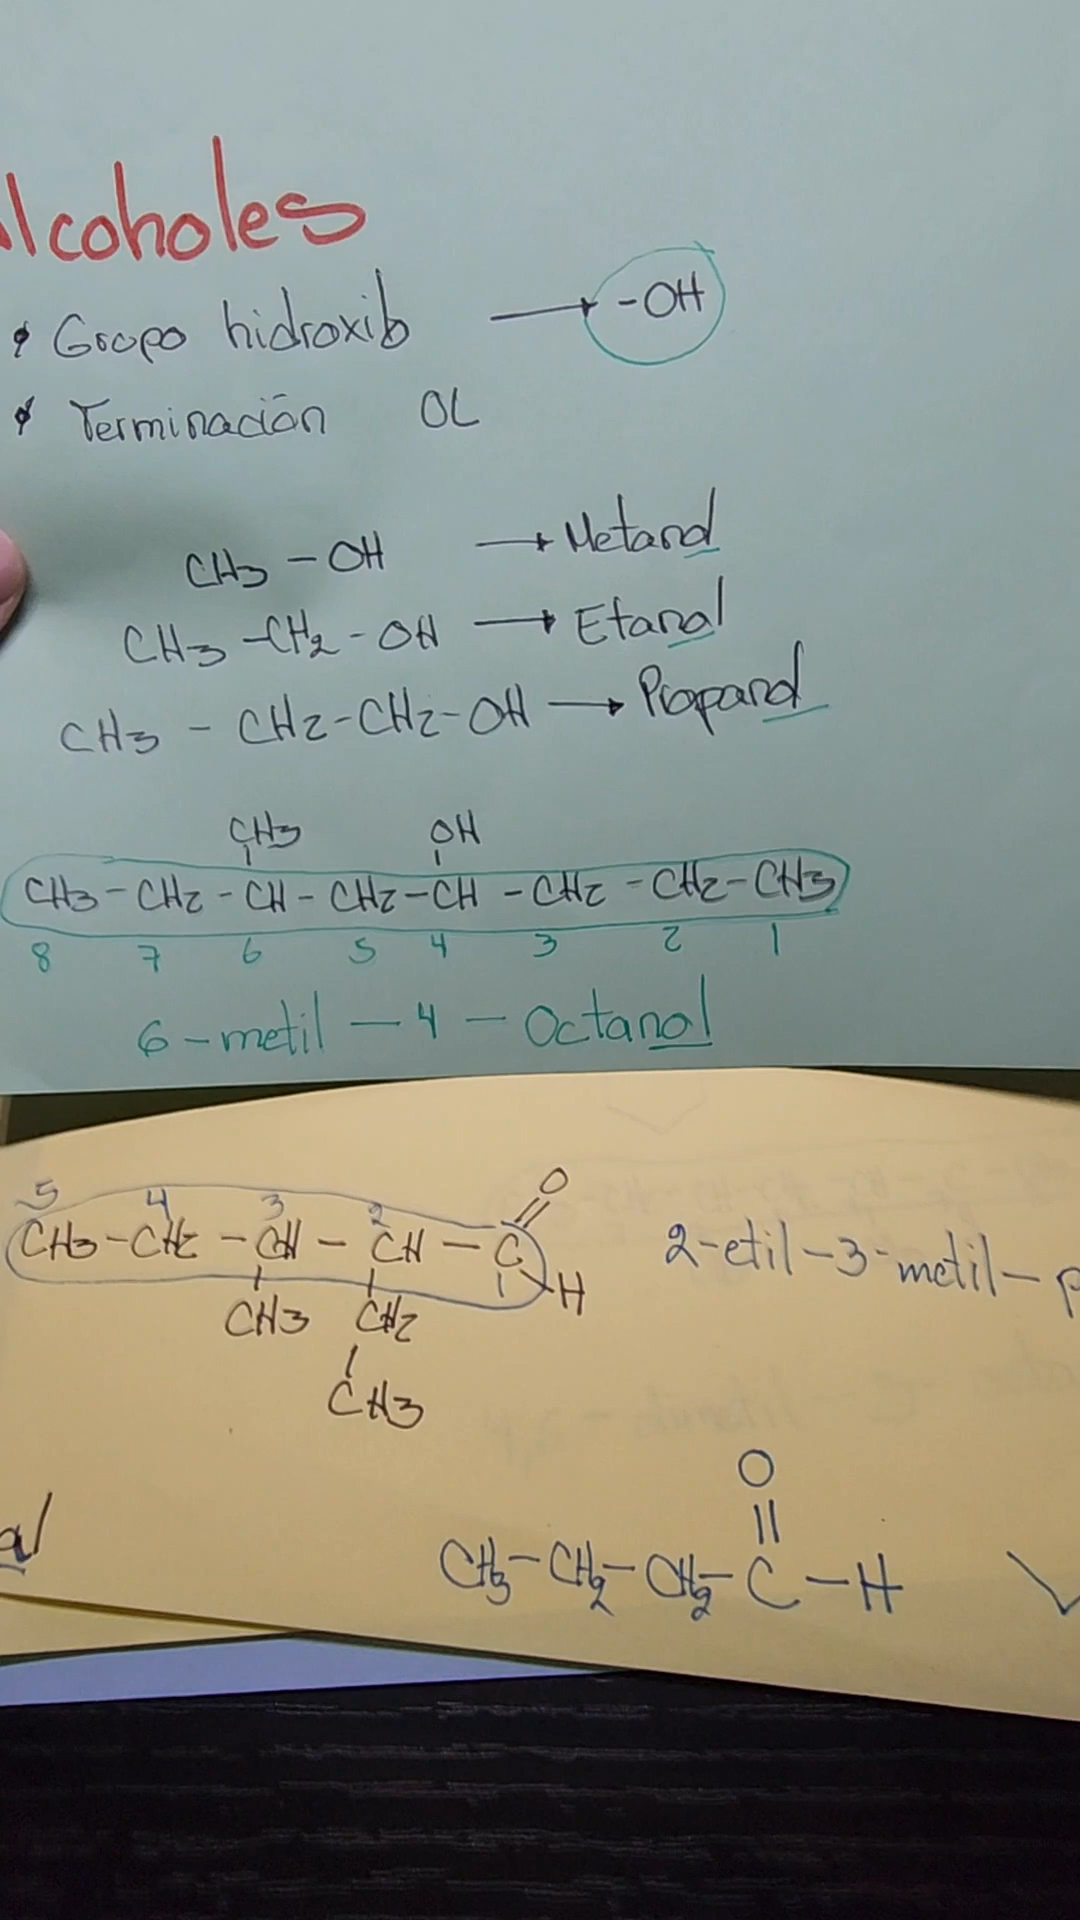 lcoholes
Grupo hidroxilo → -OH
Terminación OL
CH3 - OH → Metanol
CH3 - CH2 - OH → Etanol
CH3 - CH2 - CH2 - OH → Propanol
CH3 OH
CH3 - CH2 - CH - CH2 - CH - CH2 - CH2 - CH3
8 7 6 5 4 3 2 1
6 - metil - 4 - Octanol
O
5 4 3 2
CH3 - CH2 - CH - CH - C 2-etil-3-metil- p
H
CH3 CH2
CH3
O
al
CH3 - CH2 - CH2 - C - H